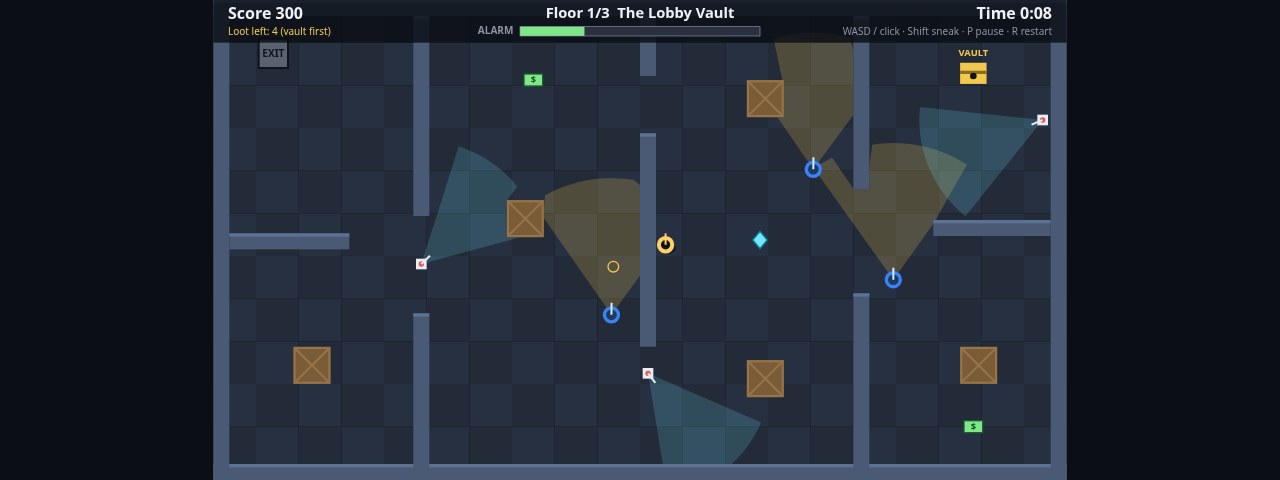 Score 300
Floor 1/3 The Lobby Vault
Time 0:08
Loot left: 4 (vault first)
ALARM
WASD / click · Shift sneak · P pause · R restart
EXIT
VAULT
$
$